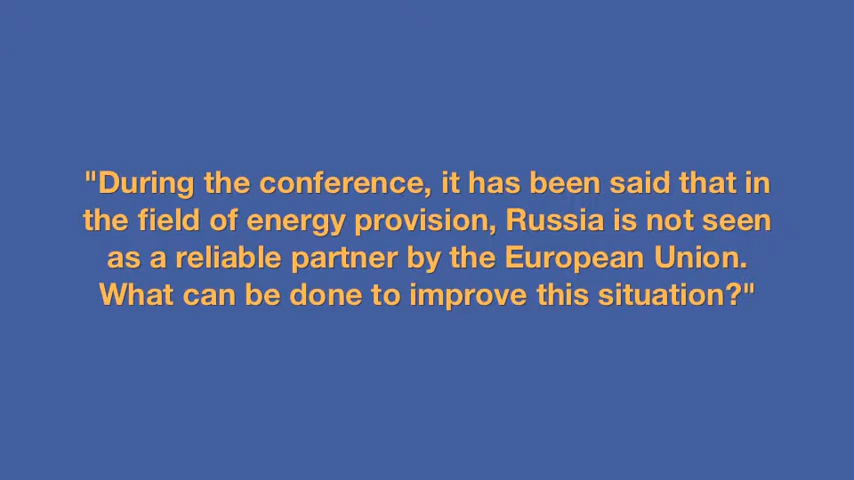 "During the conference, it has been said that in
the field of energy provision, Russia is not seen
as a reliable partner by the European Union.
What can be done to improve this situation?"